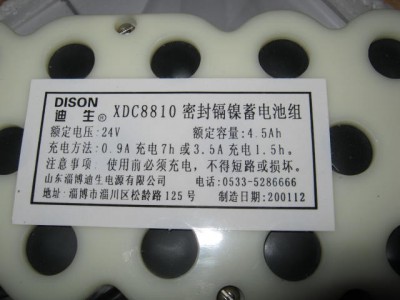 DISON
迪生® XDC8810 密封镉镍蓄电池组
额定电压: 24V 额定容量: 4.5Ah
充电方法: 0.9A 充电 7h 或 3.5A 充电 1.5h。
注意事项: 使用前必须充电, 不得短路或损坏。
山东淄博迪生电源有限公司 电话: 0533-5286666
地址: 淄博市淄川区松龄路 125 号 制造日期: 200112